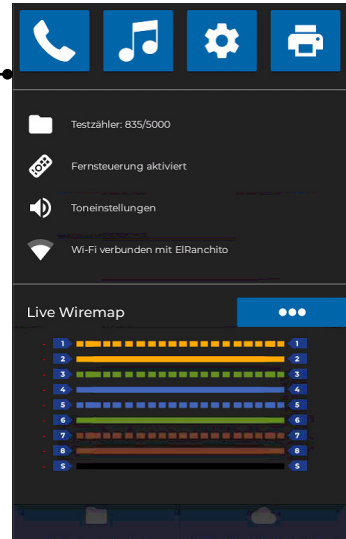 Testzähler: 835/5000
Fernsteuerung aktiviert
Toneinstellungen
Wi-Fi verbunden mit ElRanchito
Live Wiremap
1 1
2 2
3 3
4 4
5 5
6 6
7 7
8 8
S S